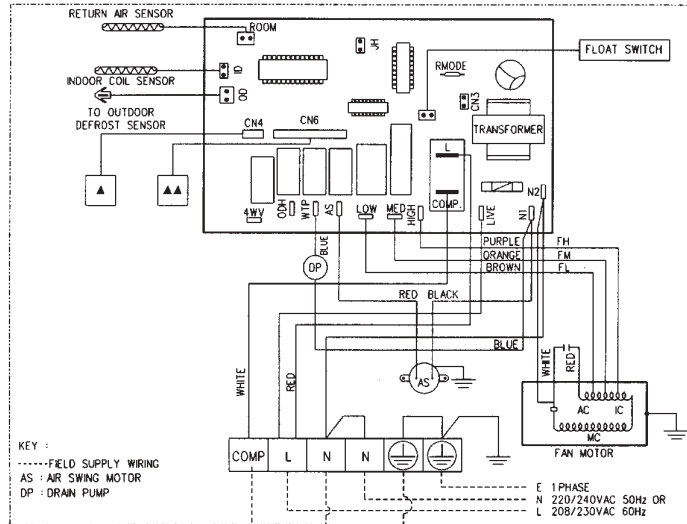 RETURN AIR SENSOR
ROOM
JH
FLOAT SWITCH
RMODE
INDOOR COIL SENSOR
ID
OD
CN3
TO OUTDOOR
DEFROST SENSOR
CN4
CN6
L
TRANSFORMER
N2
COMP.
4WV
ODH
WTP
AS
LOW
MED
HIGH
LIVE
N1
BLUE
PURPLE FH
ORANGE FM
BROWN FL
DP
RED BLACK
BLUE
WHITE
RED
WHITE
RED
AS
AC IC
MC
FAN MOTOR
COMP L N N
KEY :
------FIELD SUPPLY WIRING
AS : AIR SWING MOTOR
DP : DRAIN PUMP
E 1PHASE
N 220/240VAC 50Hz OR
L 208/230VAC 60Hz